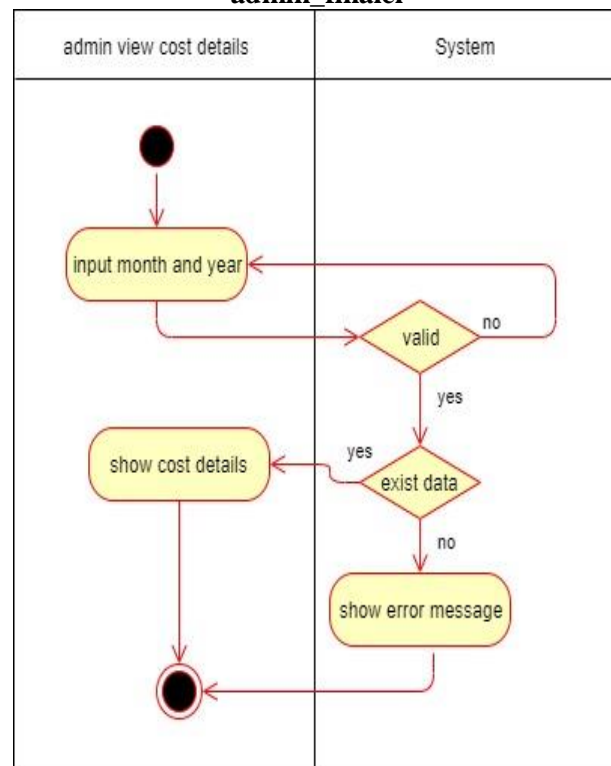 admin view cost details
System
input month and year
valid
no
yes
show cost details
yes
exist data
no
show error message